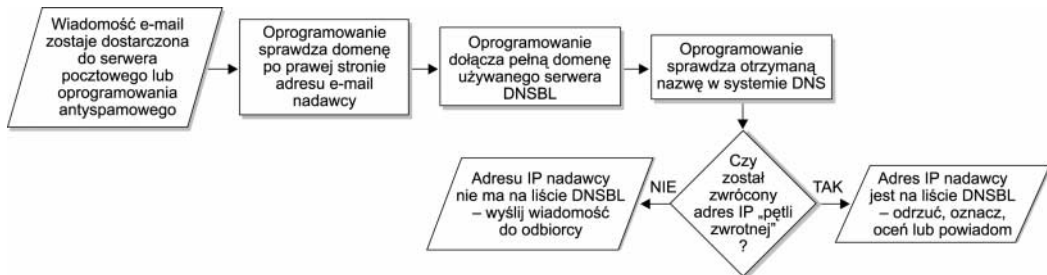 Wiadomość e-mail
zostaje dostarczona
do serwera
pocztowego lub
oprogramowania
antyspamowego
Oprogramowanie
sprawdza domenę
po prawej stronie
adresu e-mail
nadawcy
Oprogramowanie
dołącza pełną domenę
używanego serwera
DNSBL
Oprogramowanie
sprawdza otrzymaną
nazwę w systemie DNS
Czy
został
zwrócony
adres IP „pętli
zwrotnej”
?
NIE
Adresu IP nadawcy
nie ma na liście DNSBL
– wyślij wiadomość
do odbiorcy
TAK
Adres IP nadawcy
jest na liście DNSBL
– odrzuć, oznacz,
oceń lub powiadom